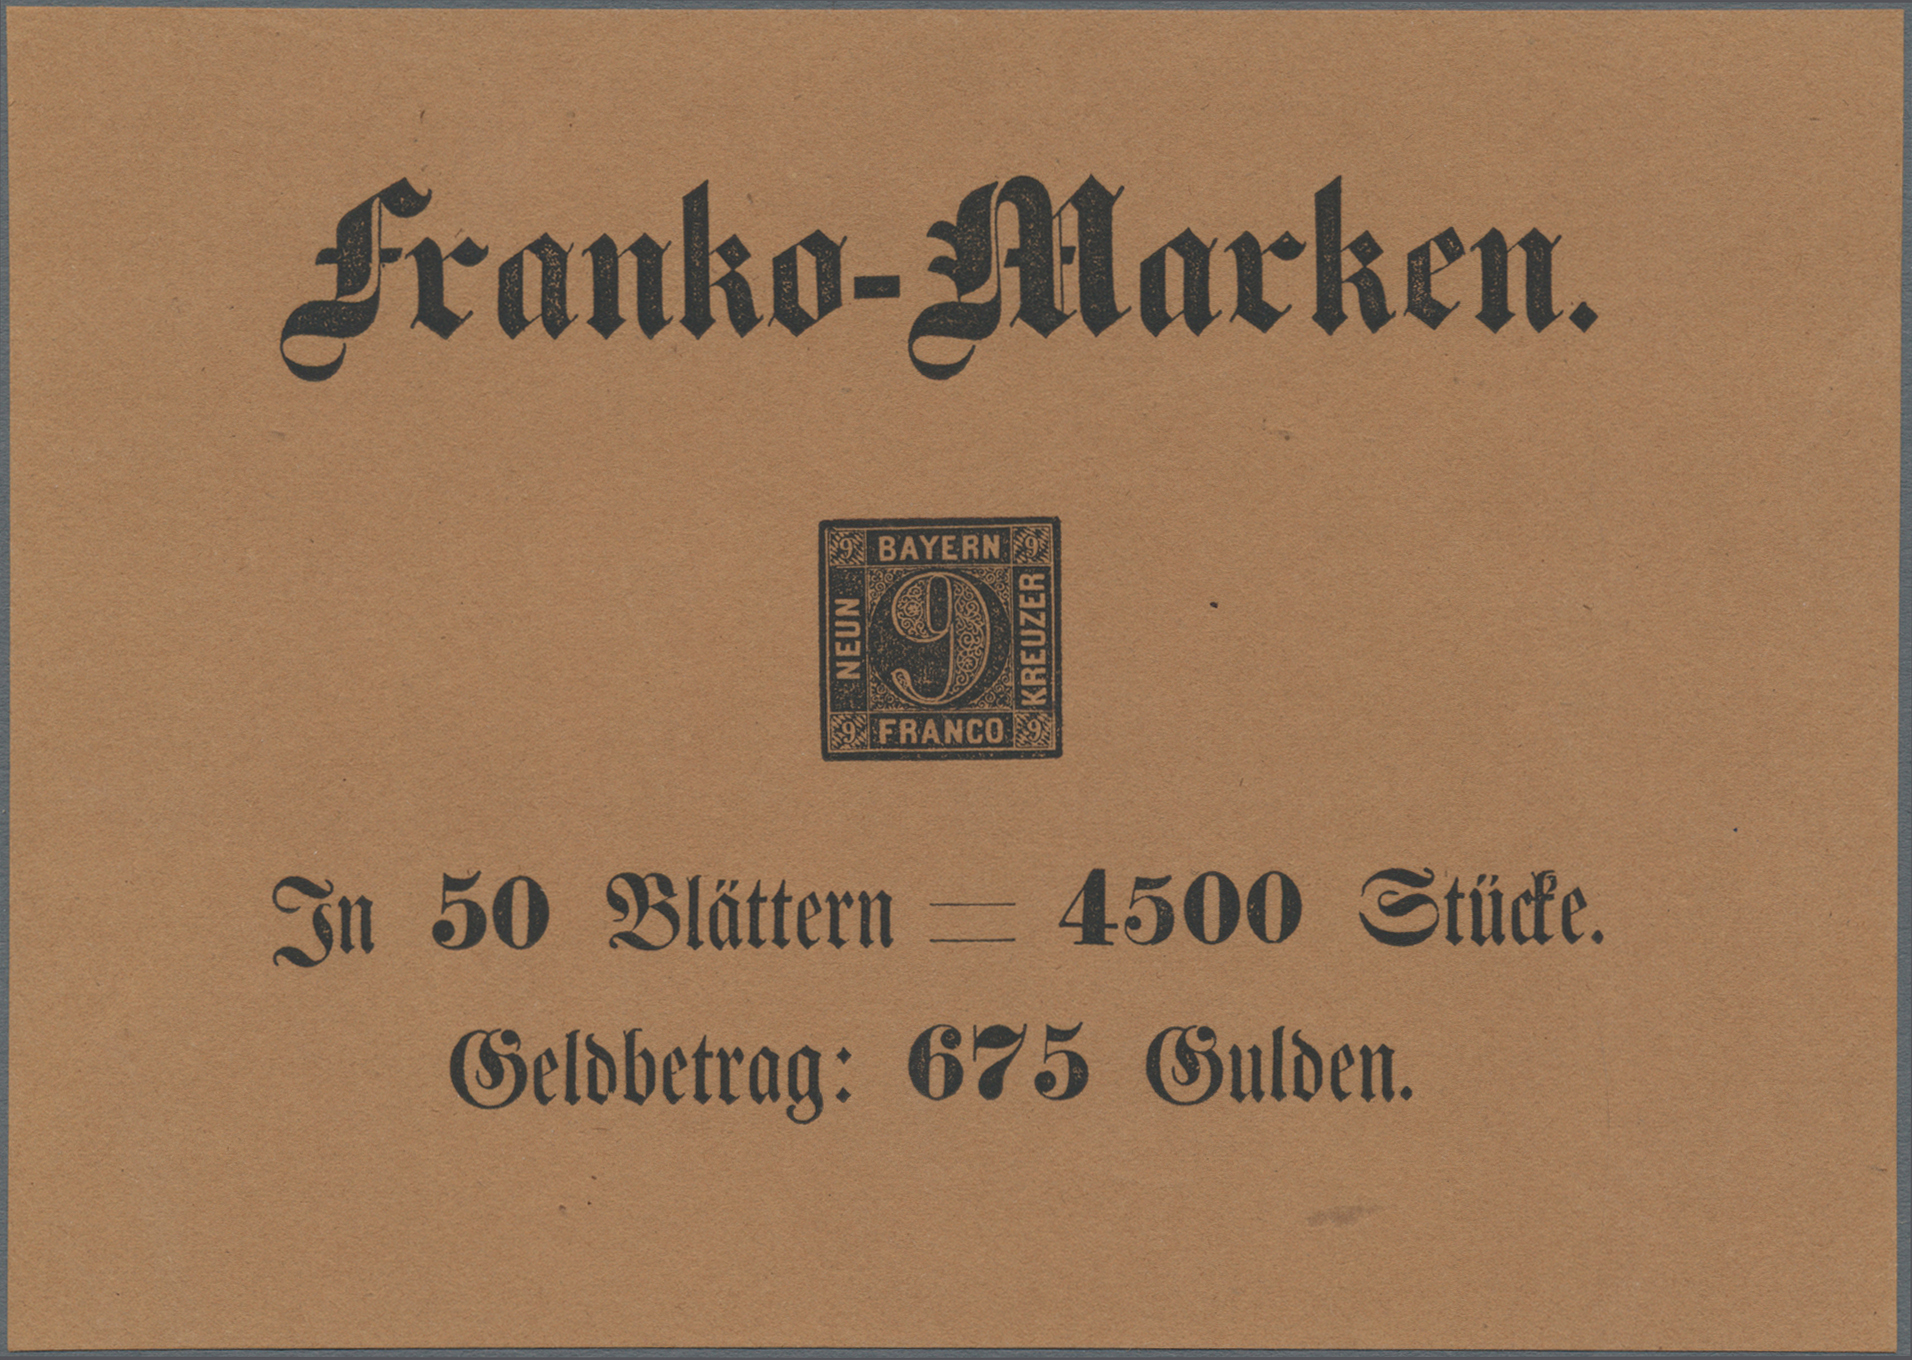 Franko-Marken.
9 BAYERN 9
NEUN 9 KREUZER
9 FRANCO 9
In 50 Blättern = 4500 Stücke.
Geldbetrag: 675 Gulden.